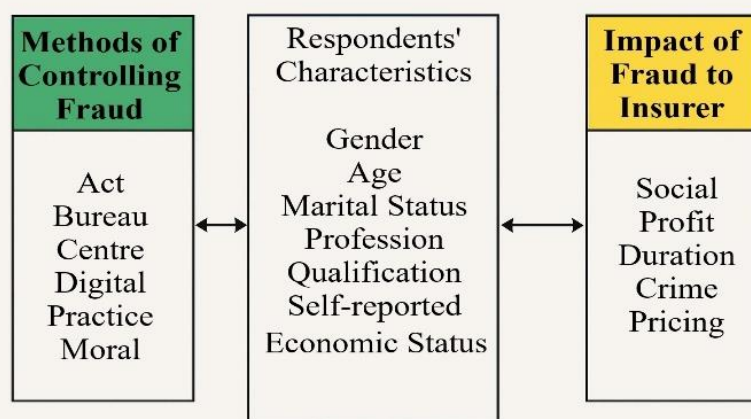 Methods of
Controlling
Fraud
Act
Bureau
Centre
Digital
Practice
Moral
Respondents'
Characteristics
Gender
Age
Marital Status
Profession
Qualification
Self-reported
Economic Status
Impact of
Fraud to
Insurer
Social
Profit
Duration
Crime
Pricing